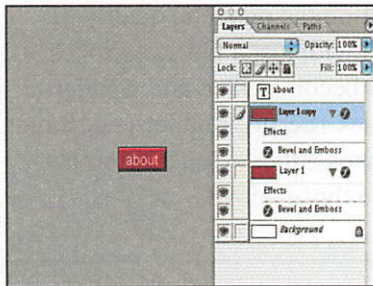 about
Layers Channels Paths
Normal Opacity: 100%
Lock: Fill: 100%
T about
Layer 1 copy
Effects
Bevel and Emboss
Layer 1
Effects
Bevel and Emboss
Background